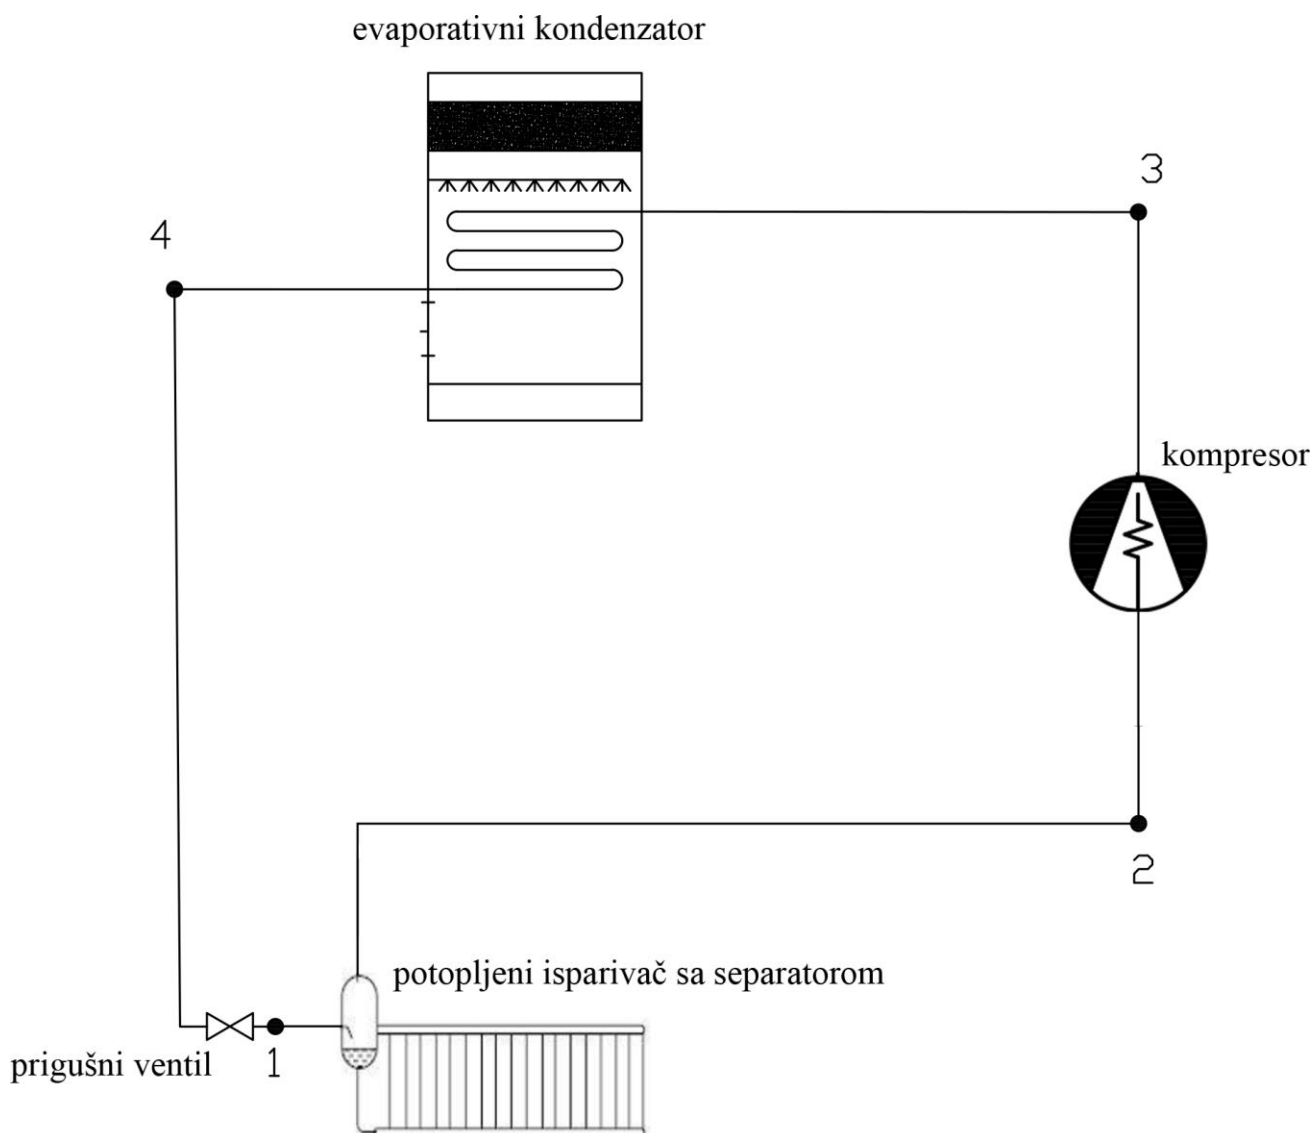 evaporativni kondenzator
3
4
kompresor
2
potopljeni isparivač sa separatorom
prigušni ventil
1